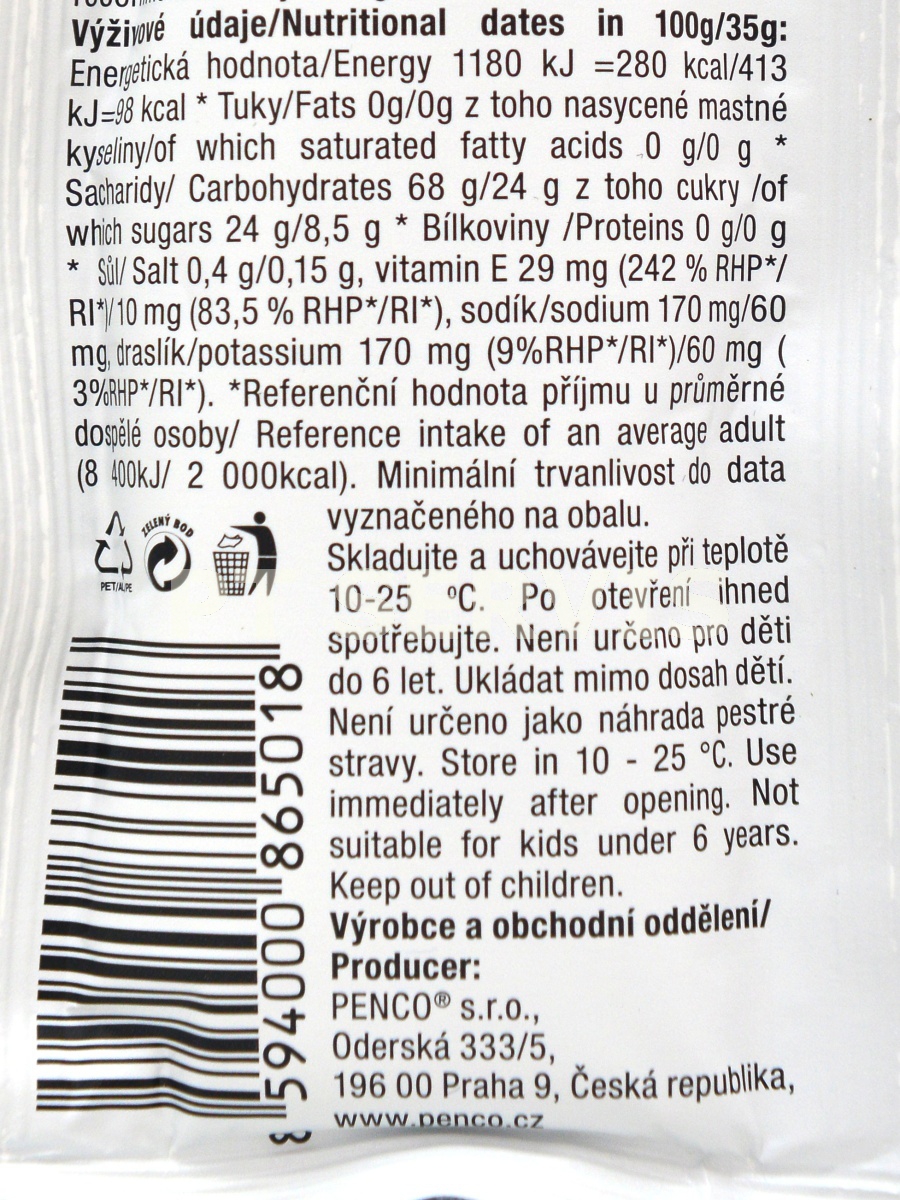 Výživové údaje/Nutritional dates in 100g/35g:
Energetická hodnota/Energy 1180 kJ =280 kcal/413
kJ=98 kcal * Tuky/Fats 0g/0g z toho nasycené mastné
kyseliny/of which saturated fatty acids 0 g/0 g *
Sacharidy/ Carbohydrates 68 g/24 g z toho cukry /of
which sugars 24 g/8,5 g * Bílkoviny /Proteins 0 g/0 g
* Sůl/ Salt 0,4 g/0,15 g, vitamin E 29 mg (242 % RHP*/
RI*)/10 mg (83,5 % RHP*/RI*), sodík/sodium 170 mg/60
mg, draslík/potassium 170 mg (9%RHP*/RI*)/60 mg (
3%RHP*/RI*). *Referenční hodnota příjmu u průměrné
dospělé osoby/ Reference intake of an average adult
(8 400kJ/ 2 000kcal). Minimální trvanlivost do data
vyznačeného na obalu.
Skladujte a uchovávejte při teplotě
10-25 ºC. Po otevření ihned
spotřebujte. Není určeno pro děti
do 6 let. Ukládat mimo dosah dětí.
Není určeno jako náhrada pestré
stravy. Store in 10 - 25 ºC. Use
immediately after opening. Not
suitable for kids under 6 years.
Keep out of children.
Výrobce a obchodní oddělení/
Producer:
PENCO® s.r.o.,
Oderská 333/5,
196 00 Praha 9, Česká republika,
www.penco.cz
ZELENÝ BOD
PET/ALPE
8 594000 865018